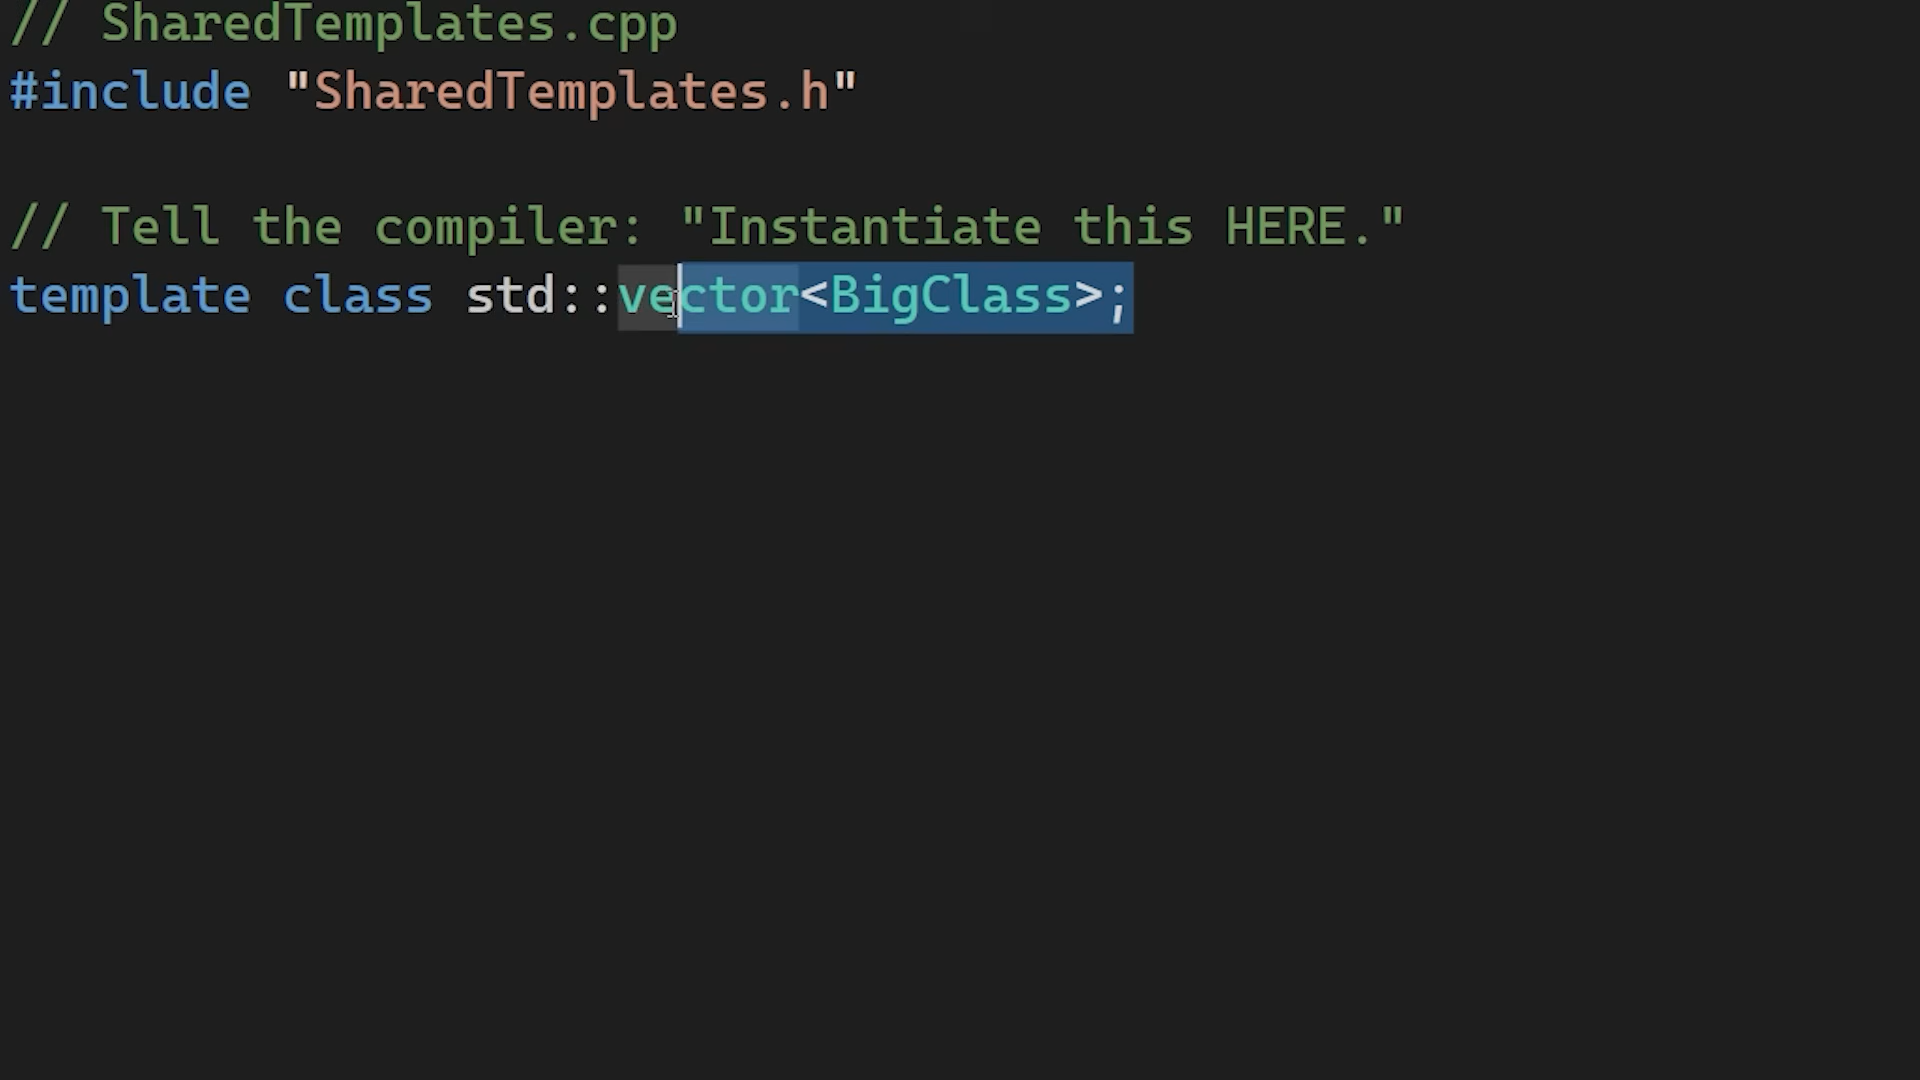 // SharedTemplates.cpp
#include "SharedTemplates.h"
// Tell the compiler: "Instantiate this HERE."
template class std::vector<BigClass>;